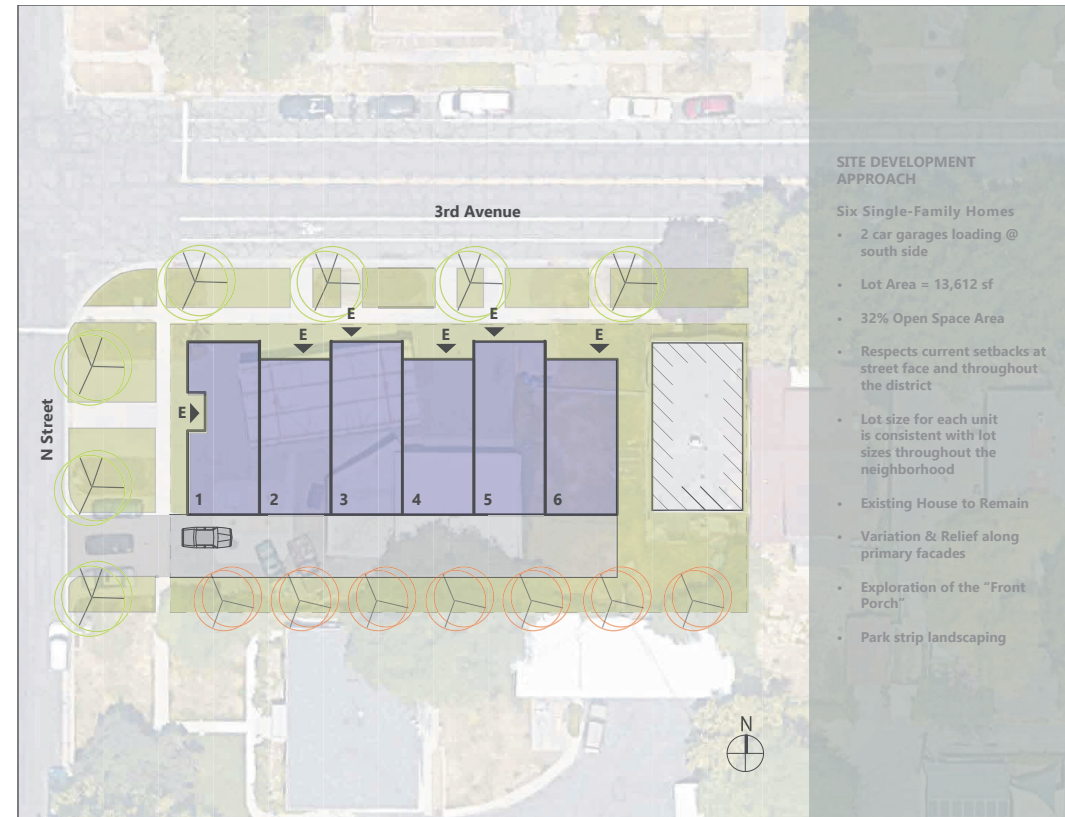 3rd Avenue
N Street
E
E
E
E
E
E
1
2
3
4
5
6
N
SITE DEVELOPMENT
APPROACH
Six Single-Family Homes
• 2 car garages loading @
south side
• Lot Area = 13,612 sf
• 32% Open Space Area
• Respects current setbacks at
street face and throughout
the district
• Lot size for each unit
is consistent with lot
sizes throughout the
neighborhood
• Existing House to Remain
• Variation & Relief along
primary facades
• Exploration of the “Front
Porch”
• Park strip landscaping